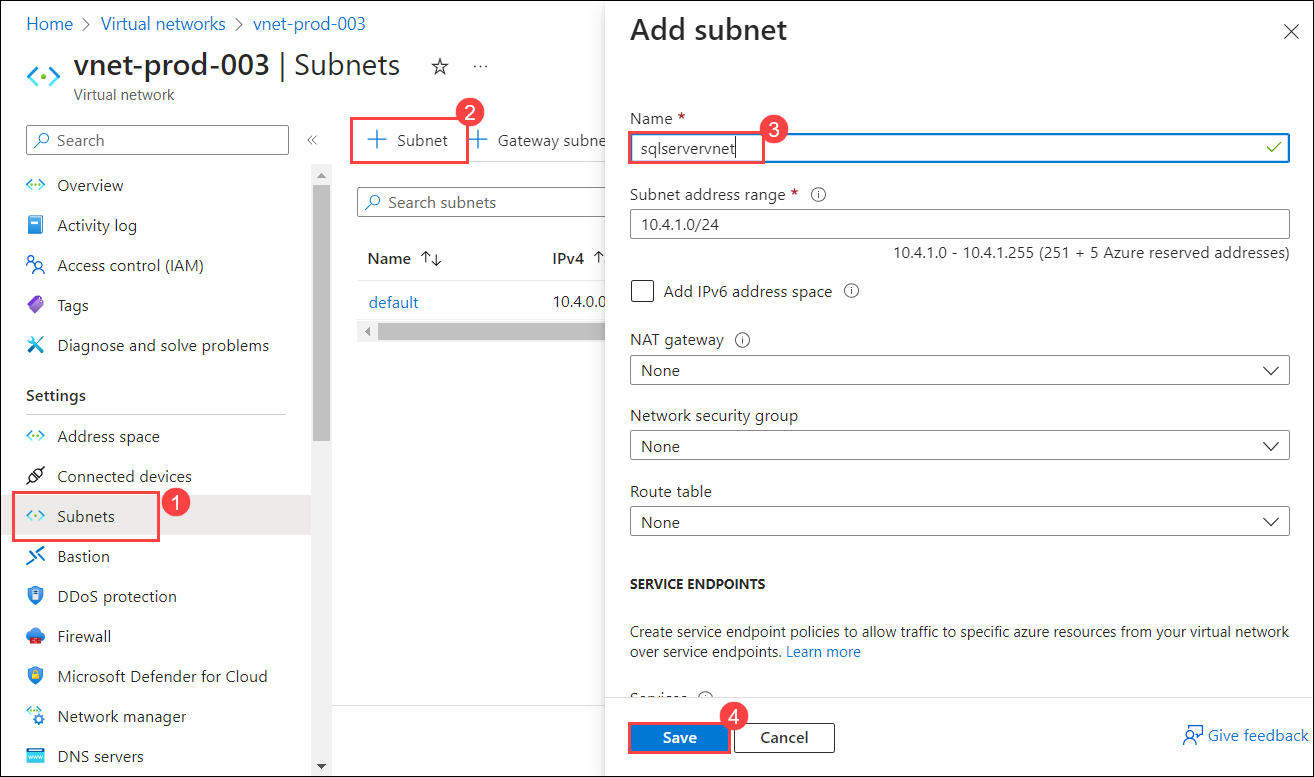 Home > Virtual networks > vnet-prod-003
vnet-prod-003 | Subnets
Virtual network
Search
Overview
Activity log
Access control (IAM)
Tags
Diagnose and solve problems
Settings
Address space
Connected devices
Subnets
1
Bastion
DDoS protection
Firewall
Microsoft Defender for Cloud
Network manager
DNS servers
2
+ Subnet
+ Gateway subne
Search subnets
Name ↑↓ IPv4 ↑
default 10.4.0.0
Add subnet
Name *
sqlservervnet
3
Subnet address range *
10.4.1.0/24
10.4.1.0 - 10.4.1.255 (251 + 5 Azure reserved addresses)
Add IPv6 address space
NAT gateway
None
Network security group
None
Route table
None
SERVICE ENDPOINTS
Create service endpoint policies to allow traffic to specific azure resources from your virtual network
over service endpoints. Learn more
Services
4
Save
Cancel
Give feedback